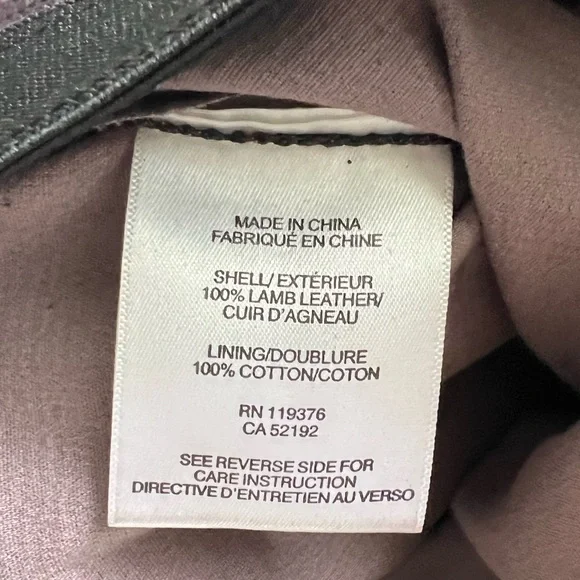 MADE IN CHINA
FABRIQUÉ EN CHINE
SHELL/EXTÉRIEUR
100% LAMB LEATHER/
CUIR D'AGNEAU
LINING/DOUBLURE
100% COTTON/COTON
RN 119376
CA 52192
SEE REVERSE SIDE FOR
CARE INSTRUCTION
DIRECTIVE D'ENTRETIEN AU VERSO